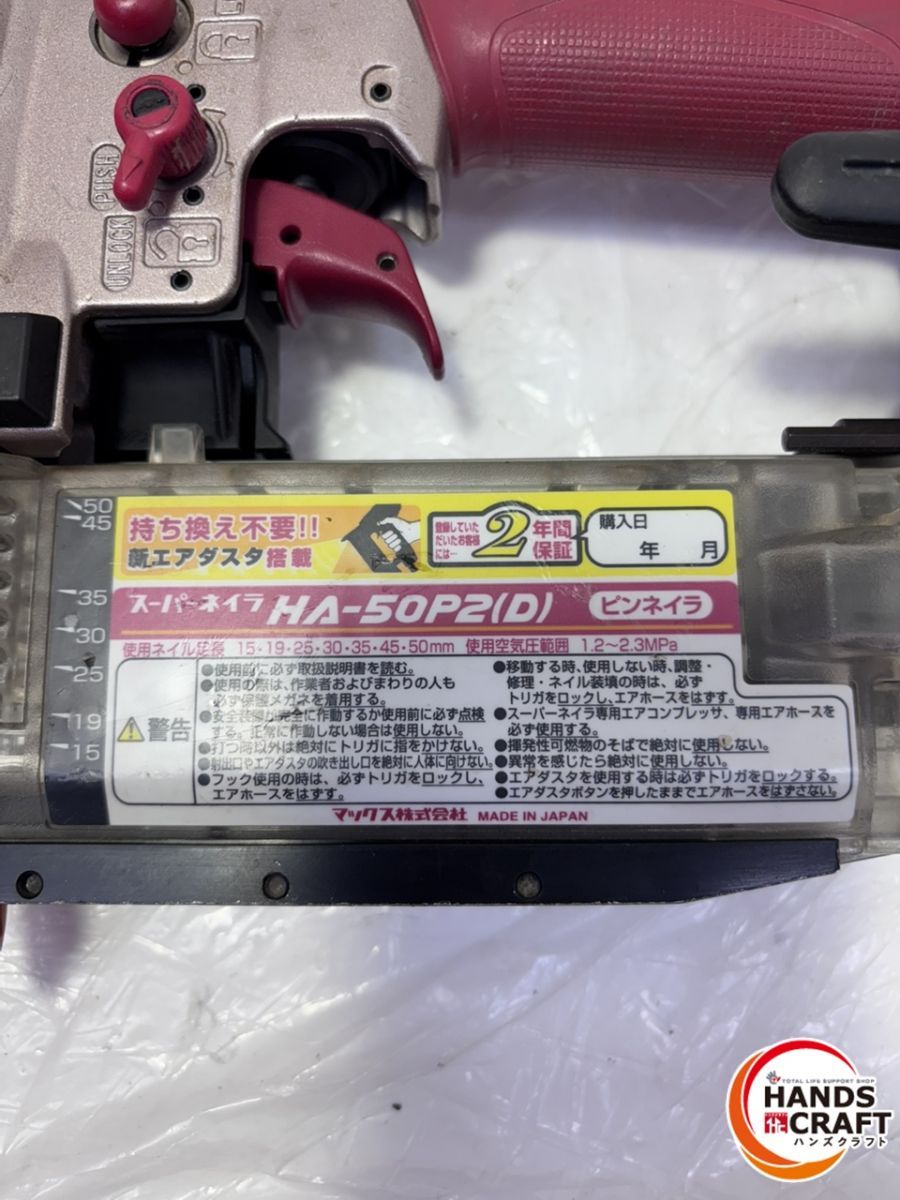 PUSH
UNLOCK
50
45
35
30
25
19
15
持ち換え不要!!
新エアダスタ搭載
登録していた
だいたお客様
には…
2年間
保証
購入日
年 月
スーパーネイラ HA-50P2(D) ピンネイラ
使用ネイル足長 15・19・25・30・35・45・50mm 使用空気圧範囲 1.2~2.3MPa
警告
●使用前に必ず取扱説明書を読む。
●使用の際は、作業者およびまわりの人も
必ず保護メガネを着用する。
●安全装置が完全に作動するか使用前に必ず点検
する。正常に作動しない場合は使用しない。
●打つ時以外は絶対にトリガに指をかけない。
●射出口やエアダスタの吹き出し口を絶対に人体に向けない。
●フック使用の時は、必ずトリガをロックし、
エアホースをはずす。
●移動する時、使用しない時、調整・
修理・ネイル装填の時は、必ず
トリガをロックし、エアホースをはずす。
●スーパーネイラ専用エアコンプレッサ、専用エアホースを
必ず使用する。
●揮発性可燃物のそばで絶対に使用しない。
●異常を感じたら絶対に使用しない。
●エアダスタを使用する時は必ずトリガをロックする。
●エアダスタボタンを押したままでエアホースをはずさない。
マックス株式会社 MADE IN JAPAN
TOTAL LIFE SUPPORT SHOP
HANDS
CRAFT
ハンズクラフト